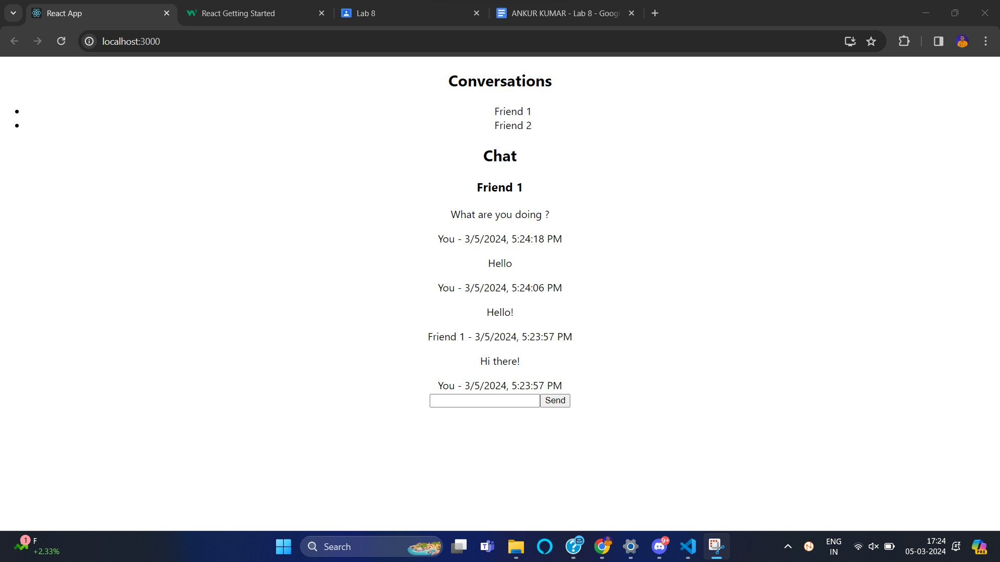 React App
React Getting Started
Lab 8
ANKUR KUMAR - Lab 8 - Goog
localhost:3000
Conversations
Friend 1
Friend 2
Chat
Friend 1
What are you doing ?
You - 3/5/2024, 5:24:18 PM
Hello
You - 3/5/2024, 5:24:06 PM
Hello!
Friend 1 - 3/5/2024, 5:23:57 PM
Hi there!
You - 3/5/2024, 5:23:57 PM
Send
1
F
+2.33%
Search
T
9+
ENG
IN
17:24
05-03-2024
PRE